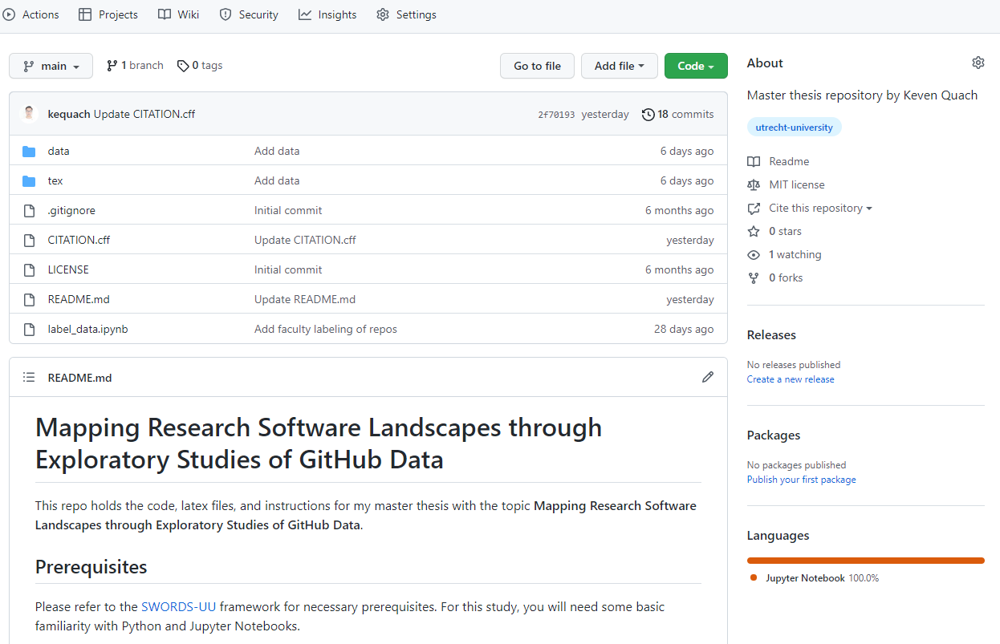 Actions Projects Wiki Security Insights Settings
main 1 branch 0 tags Go to file Add file Code
kequach Update CITATION.cff 2f70193 yesterday 18 commits
data Add data 6 days ago
tex Add data 6 days ago
.gitignore Initial commit 6 months ago
CITATION.cff Update CITATION.cff yesterday
LICENSE Initial commit 6 months ago
README.md Update README.md yesterday
label_data.ipynb Add faculty labeling of repos 28 days ago
README.md
Mapping Research Software Landscapes through
Exploratory Studies of GitHub Data
This repo holds the code, latex files, and instructions for my master thesis with the topic Mapping Research Software
Landscapes through Exploratory Studies of GitHub Data.
Prerequisites
Please refer to the SWORDS-UU framework for necessary prerequisites. For this study, you will need some basic
familiarity with Python and Jupyter Notebooks.
About
Master thesis repository by Keven Quach
utrecht-university
Readme
MIT license
Cite this repository
0 stars
1 watching
0 forks
Releases
No releases published
Create a new release
Packages
No packages published
Publish your first package
Languages
Jupyter Notebook 100.0%